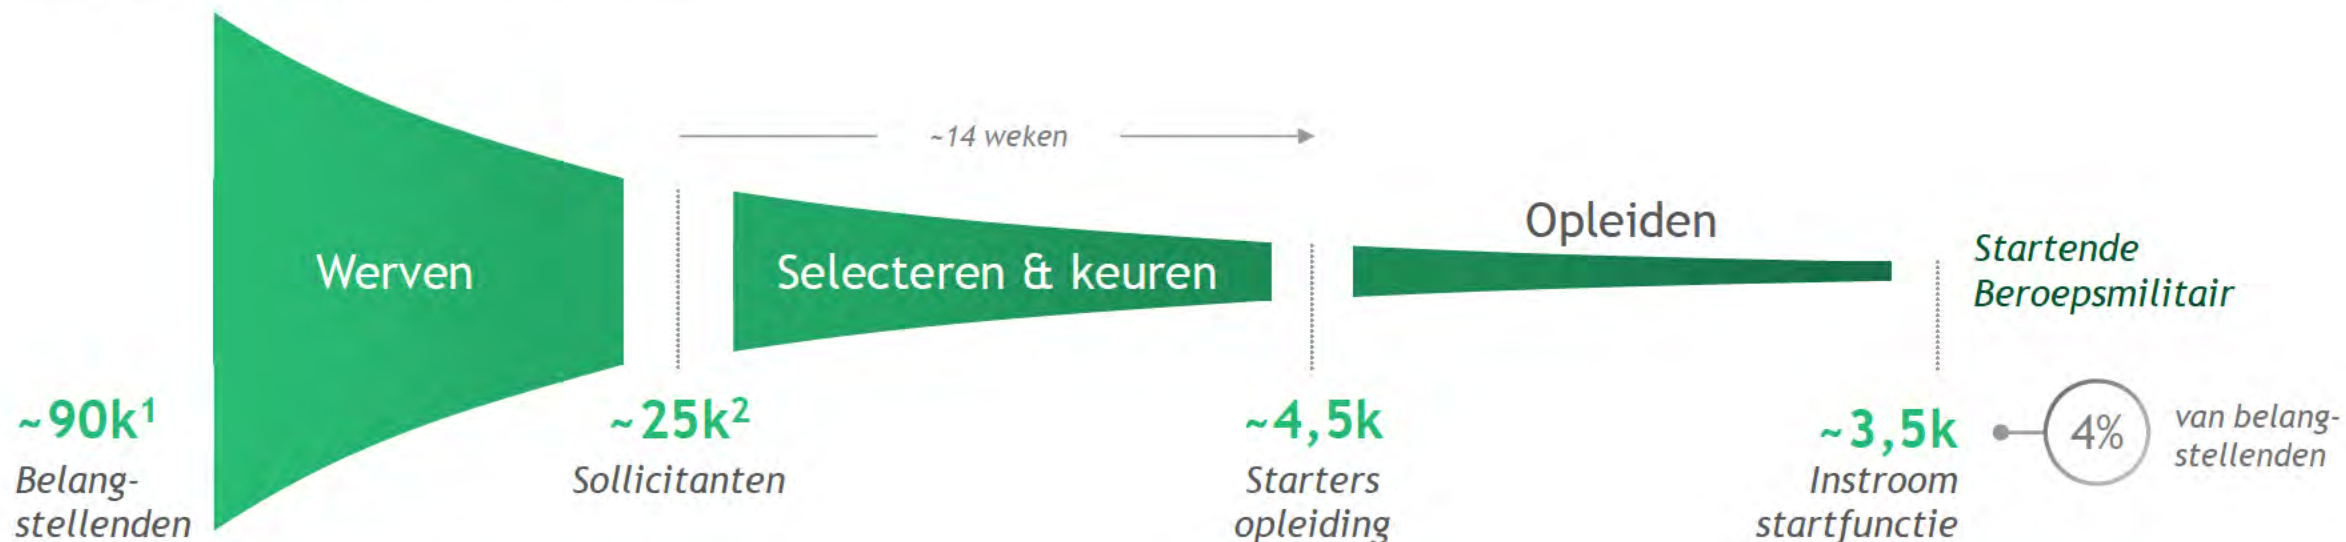 ~14 weken
Werven
Selecteren & keuren
Opleiden
Startende
Beroepsmilitair
~90k¹
Belang-
stellenden
~25k²
Sollicitanten
~4,5k
Starters
opleiding
~3,5k
Instroom
startfunctie
4%
van belang-
stellenden